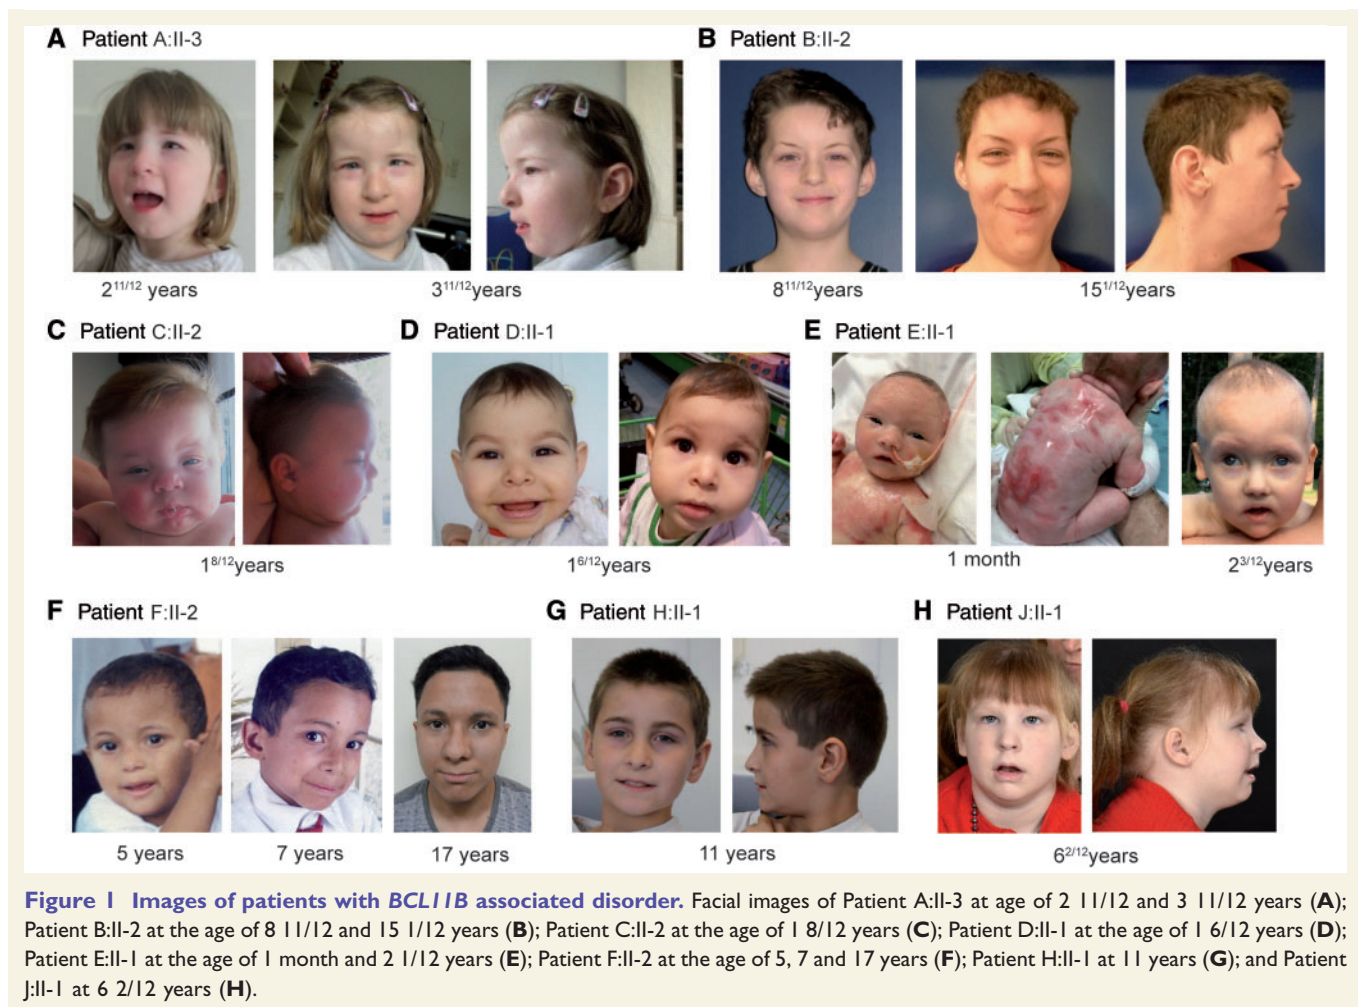 A Patient A:II-3
B Patient B:II-2
2 11/12 years
3 11/12 years
8 11/12 years
15 1/12 years
C Patient C:II-2
D Patient D:II-1
E Patient E:II-1
1 8/12 years
1 6/12 years
1 month
2 3/12 years
F Patient F:II-2
G Patient H:II-1
H Patient J:II-1
5 years
7 years
17 years
11 years
6 2/12 years
Figure 1 Images of patients with BCL11B associated disorder. Facial images of Patient A:II-3 at age of 2 11/12 and 3 11/12 years (A);
Patient B:II-2 at the age of 8 11/12 and 15 1/12 years (B); Patient C:II-2 at the age of 1 8/12 years (C); Patient D:II-1 at the age of 1 6/12 years (D);
Patient E:II-1 at the age of 1 month and 2 1/12 years (E); Patient F:II-2 at the age of 5, 7 and 17 years (F); Patient H:II-1 at 11 years (G); and Patient
J:II-1 at 6 2/12 years (H).